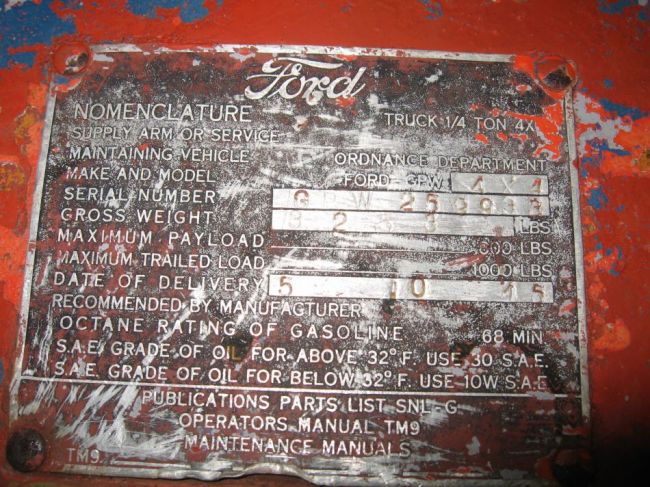 Ford
NOMENCLATURE TRUCK 1/4 TON 4X
SUPPLY ARM OR SERVICE
MAINTAINING VEHICLE ORDNANCE DEPARTMENT
MAKE AND MODEL FORD GPW 4X4
SERIAL NUMBER GPW
GROSS WEIGHT LBS
MAXIMUM PAYLOAD 800 LBS
MAXIMUM TRAILED LOAD 1000 LBS
DATE OF DELIVERY 5 10 45
RECOMMENDED BY MANUFACTURER
OCTANE RATING OF GASOLINE 68 MIN.
S.A.E. GRADE OF OIL FOR ABOVE 32° F. USE 30 S.A.E.
S.A.E. GRADE OF OIL FOR BELOW 32° F. USE 10W S.A.E
PUBLICATIONS PARTS LIST SNL-G
OPERATORS MANUAL TM9
MAINTENANCE MANUALS
TM9